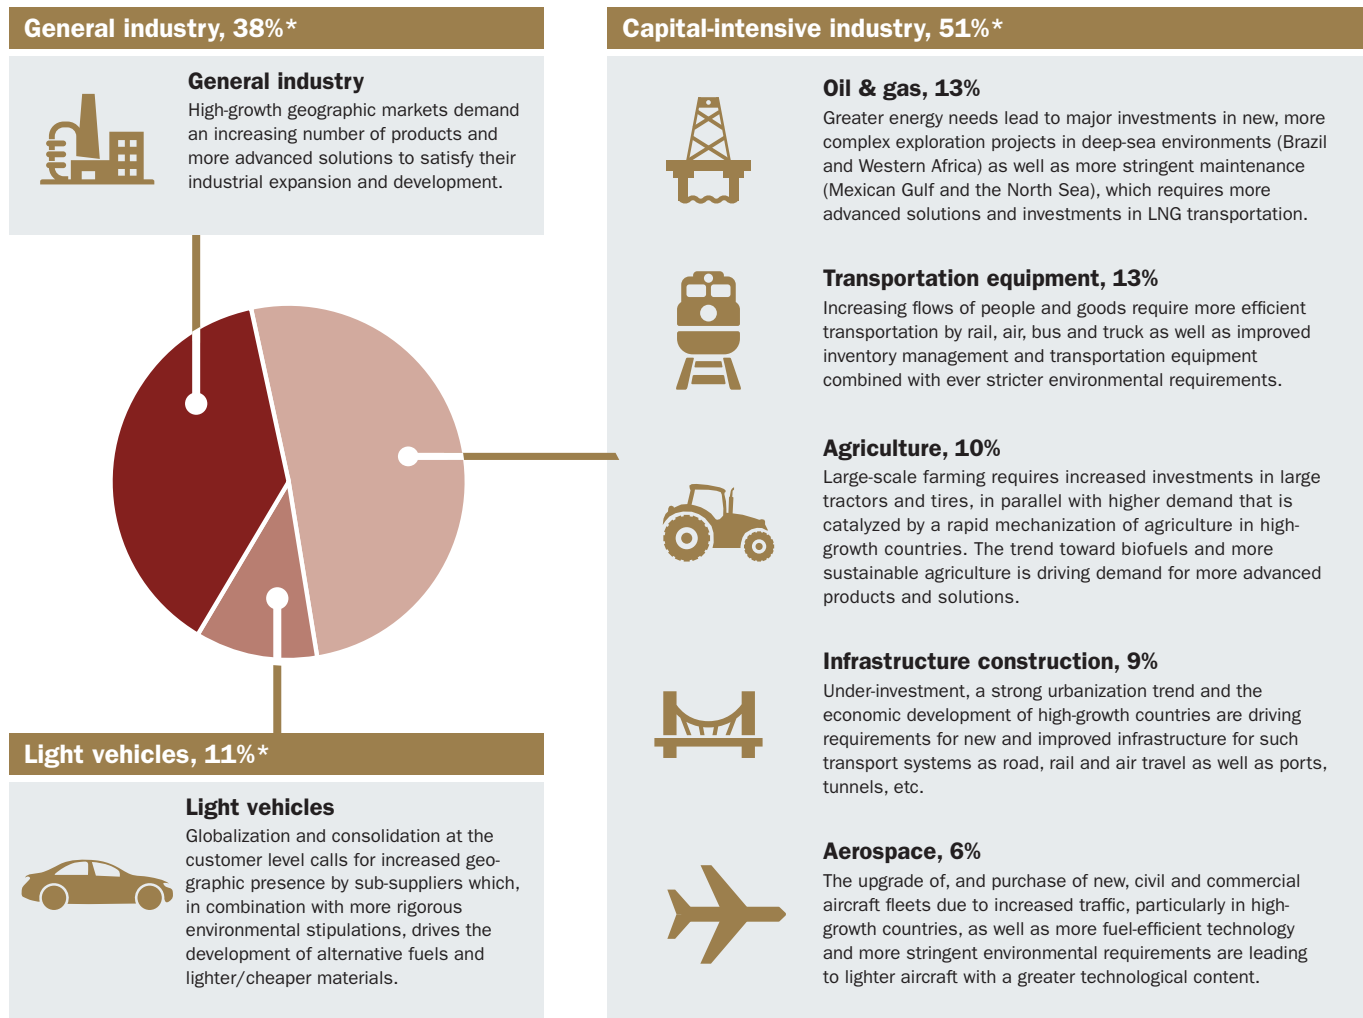 General industry, 38%*
General industry
High-growth geographic markets demand
an increasing number of products and
more advanced solutions to satisfy their
industrial expansion and development.
Light vehicles, 11%*
Light vehicles
Globalization and consolidation at the
customer level calls for increased geo-
graphic presence by sub-suppliers which,
in combination with more rigorous
environmental stipulations, drives the
development of alternative fuels and
lighter/cheaper materials.
Capital-intensive industry, 51%*
Oil & gas, 13%
Greater energy needs lead to major investments in new, more
complex exploration projects in deep-sea environments (Brazil
and Western Africa) as well as more stringent maintenance
(Mexican Gulf and the North Sea), which requires more
advanced solutions and investments in LNG transportation.
Transportation equipment, 13%
Increasing flows of people and goods require more efficient
transportation by rail, air, bus and truck as well as improved
inventory management and transportation equipment
combined with ever stricter environmental requirements.
Agriculture, 10%
Large-scale farming requires increased investments in large
tractors and tires, in parallel with higher demand that is
catalyzed by a rapid mechanization of agriculture in high-
growth countries. The trend toward biofuels and more
sustainable agriculture is driving demand for more advanced
products and solutions.
Infrastructure construction, 9%
Under-investment, a strong urbanization trend and the
economic development of high-growth countries are driving
requirements for new and improved infrastructure for such
transport systems as road, rail and air travel as well as ports,
tunnels, etc.
Aerospace, 6%
The upgrade of, and purchase of new, civil and commercial
aircraft fleets due to increased traffic, particularly in high-
growth countries, as well as more fuel-efficient technology
and more stringent environmental requirements are leading
to lighter aircraft with a greater technological content.